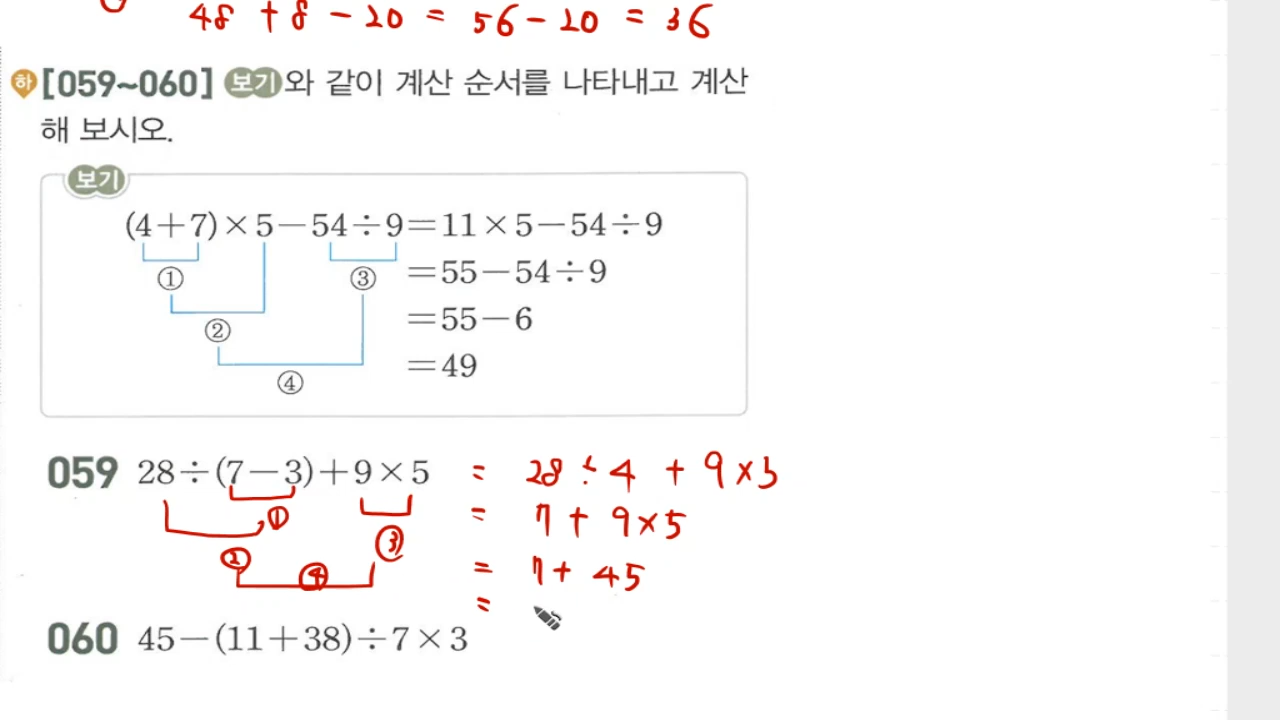 48 + 8 - 20 = 56 - 20 = 36
하 [059~060] 보기와 같이 계산 순서를 나타내고 계산
해 보시오.
보기
(4+7)×5-54÷9=11×5-54÷9
① ③ =55-54÷9
② =55-6
④ =49
059 28÷(7-3)+9×5 = 28÷4 + 9×5
① = 7 + 9×5
② ③
④ = 7 + 45
=
060 45-(11+38)÷7×3